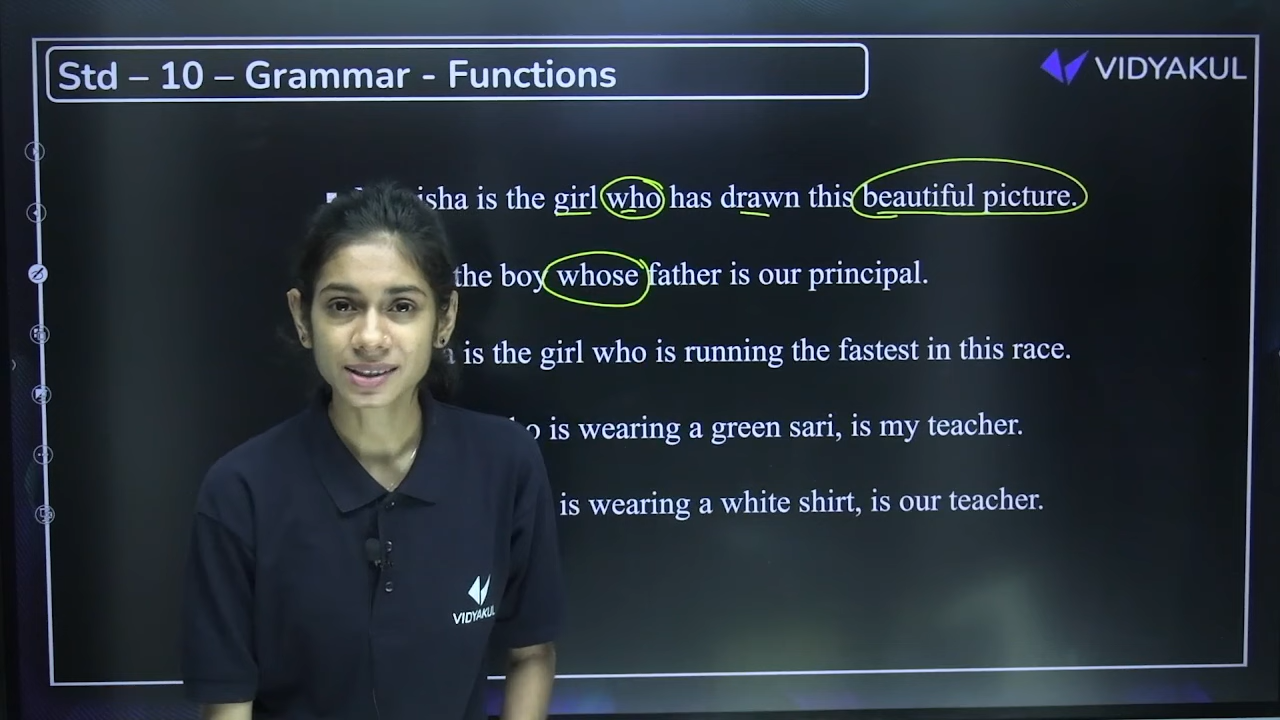 Std – 10 – Grammar - Functions
VIDYAKUL
is the girl who has drawn this beautiful picture.
the boy whose father is our principal.
is the girl who is running the fastest in this race.
is wearing a green sari, is my teacher.
is wearing a white shirt, is our teacher.
VIDYAKUL